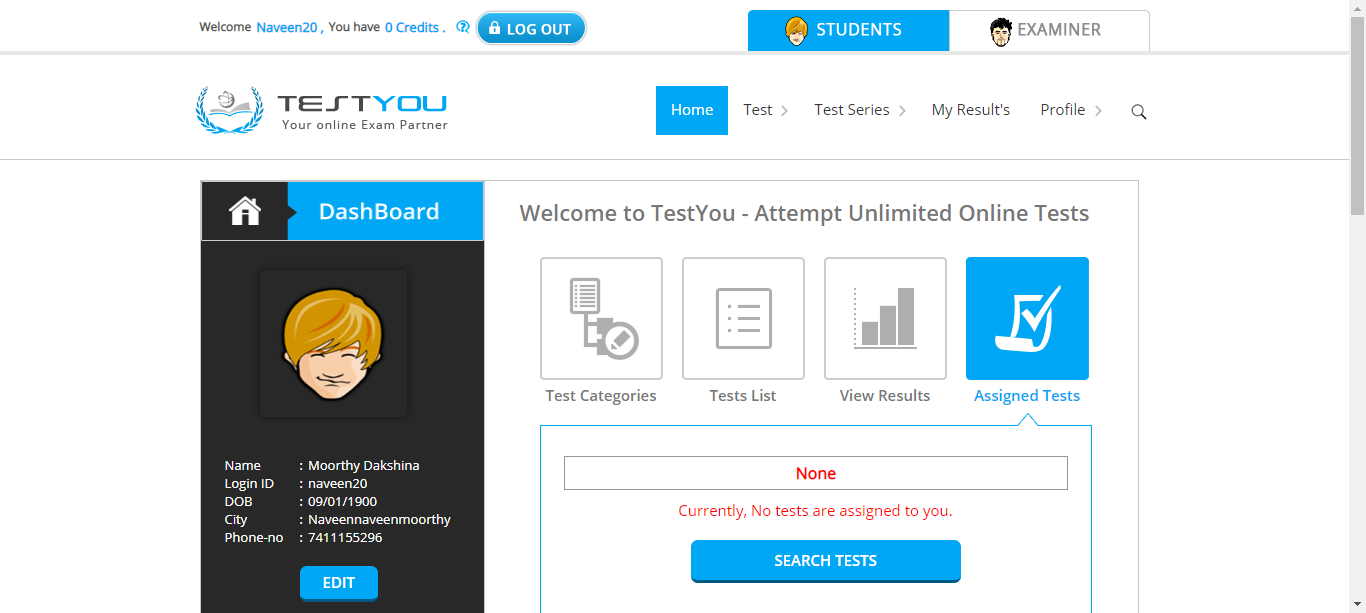 Welcome Naveen20 , You have 0 Credits . ? LOG OUT
STUDENTS
EXAMINER
TESTYOU
Your online Exam Partner
Home Test Test Series My Result's Profile
DashBoard
Welcome to TestYou - Attempt Unlimited Online Tests
Test Categories Tests List View Results Assigned Tests
None
Currently, No tests are assigned to you.
SEARCH TESTS
Name : Moorthy Dakshina
Login ID : naveen20
DOB : 09/01/1900
City : Naveennaveenmoorthy
Phone-no : 7411155296
EDIT